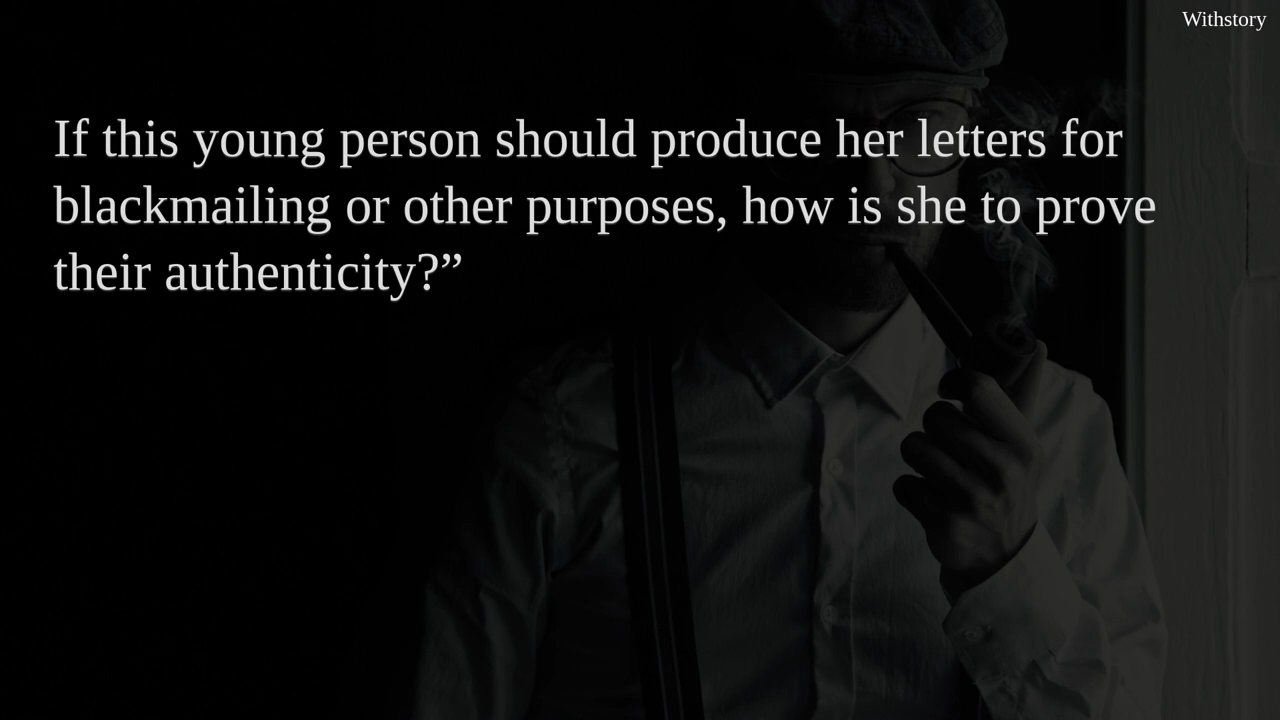 Withstory
If this young person should produce her letters for
blackmailing or other purposes, how is she to prove
their authenticity?”